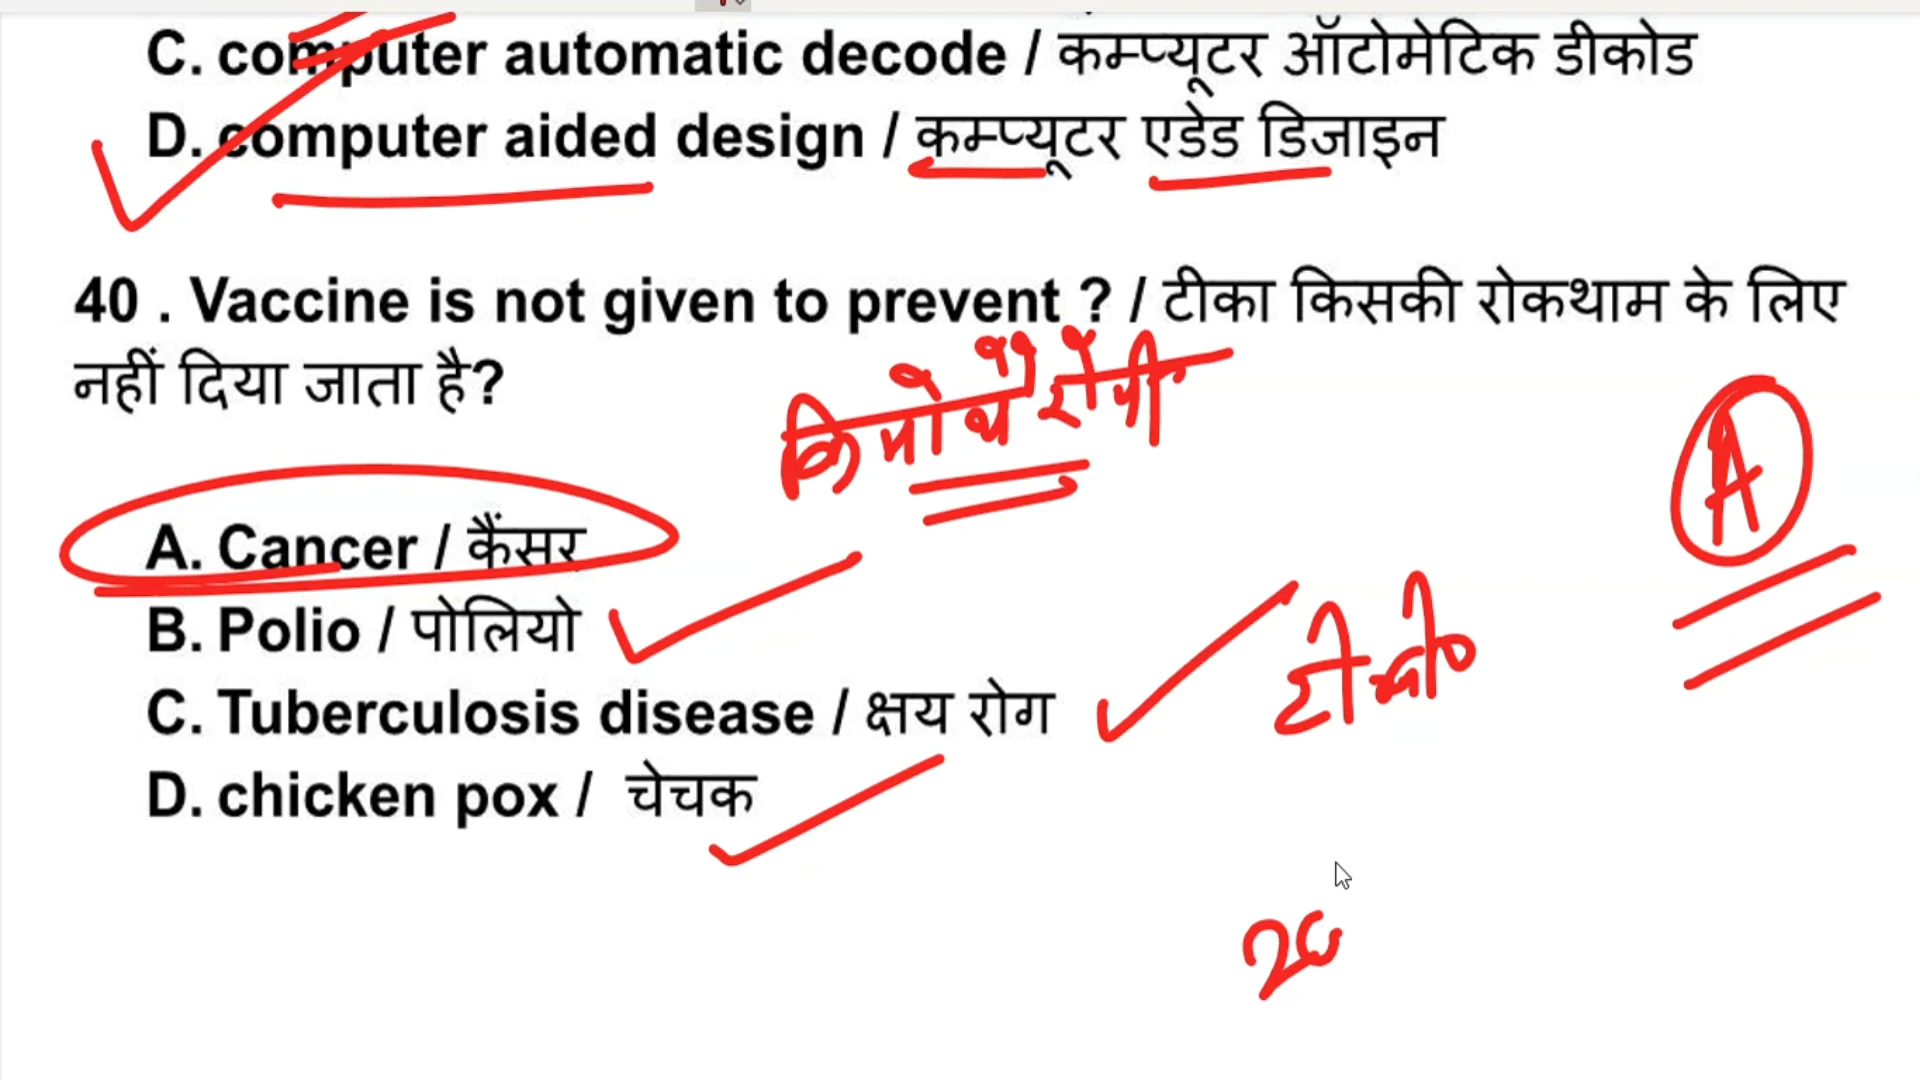 C. computer automatic decode / कम्प्यूटर ऑटोमेटिक डीकोड
D. computer aided design / कम्प्यूटर एडेड डिजाइन
40 . Vaccine is not given to prevent ? / टीका किसकी रोकथाम के लिए
नहीं दिया जाता है?
A
A. Cancer / कैंसर
B. Polio / पोलियो
C. Tuberculosis disease / क्षय रोग
D. chicken pox / चेचक